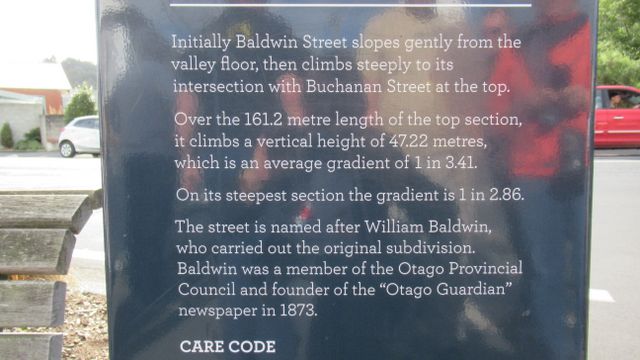 Initially Baldwin Street slopes gently from the
valley floor, then climbs steeply to its
intersection with Buchanan Street at the top.
Over the 161.2 metre length of the top section,
it climbs a vertical height of 47.22 metres,
which is an average gradient of 1 in 3.41.
On its steepest section the gradient is 1 in 2.86.
The street is named after William Baldwin,
who carried out the original subdivision.
Baldwin was a member of the Otago Provincial
Council and founder of the “Otago Guardian”
newspaper in 1873.
CARE CODE